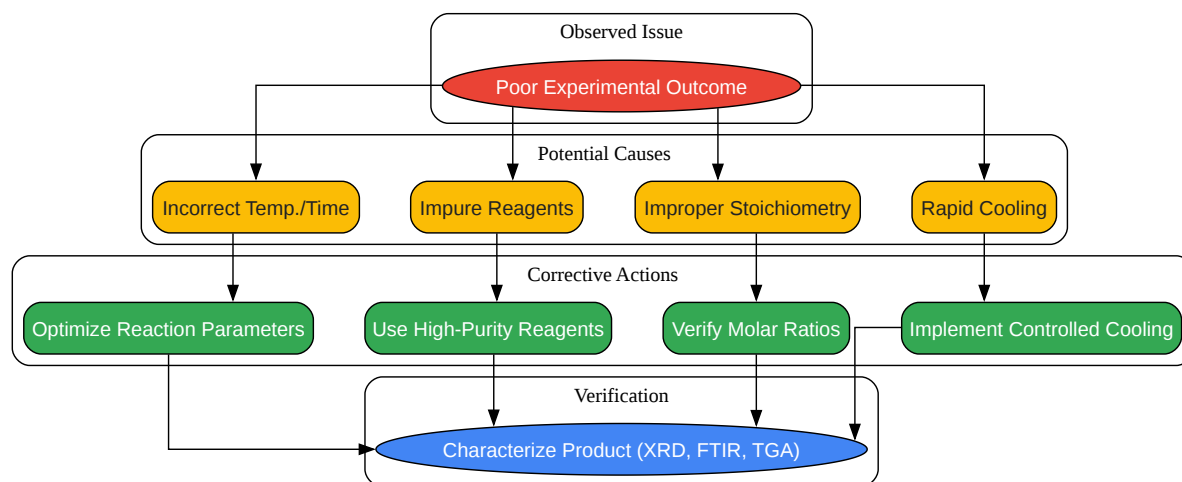 Observed Issue
Poor Experimental Outcome
Potential Causes
Incorrect Temp./Time
Impure Reagents
Improper Stoichiometry
Rapid Cooling
Corrective Actions
Optimize Reaction Parameters
Use High-Purity Reagents
Verify Molar Ratios
Implement Controlled Cooling
Verification
Characterize Product (XRD, FTIR, TGA)